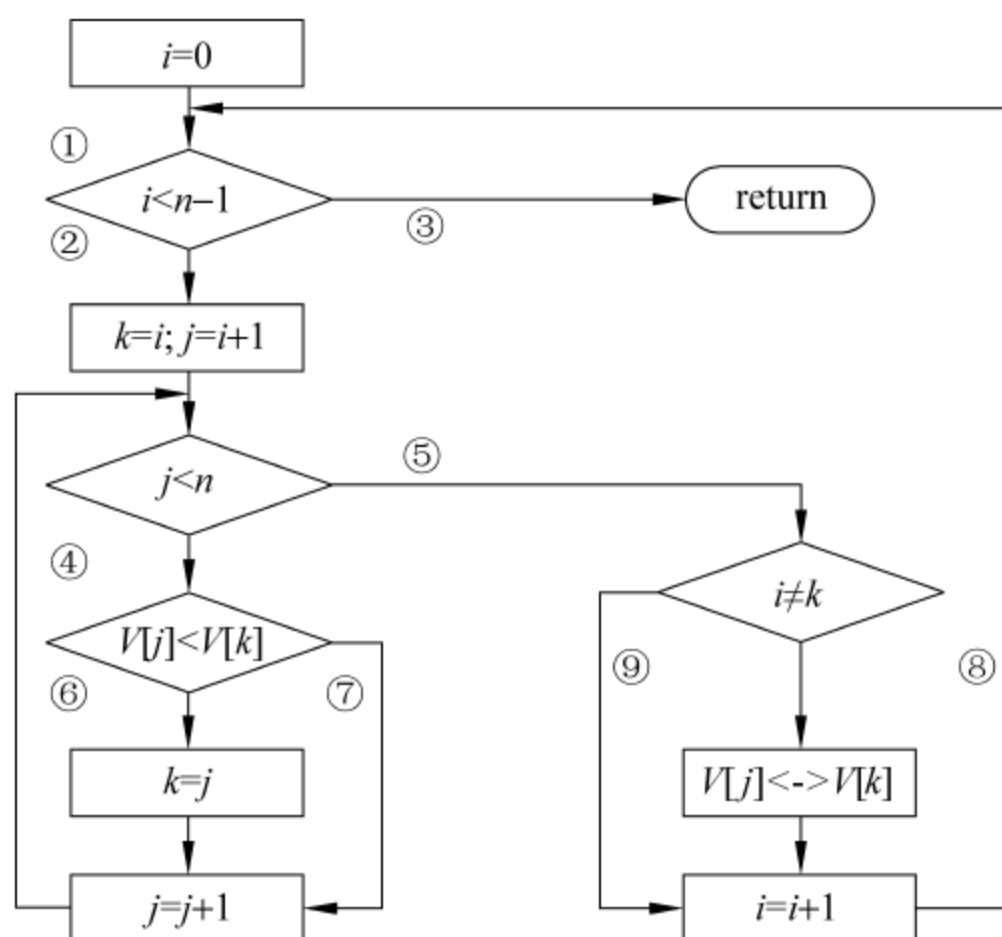 i=0
①
i<n−1
return
②
③
k=i; j=i+1
⑤
j<n
④
i≠k
V[j]<V[k]
⑨
⑧
⑥
⑦
k=j
V[j]<->V[k]
j=j+1
i=i+1